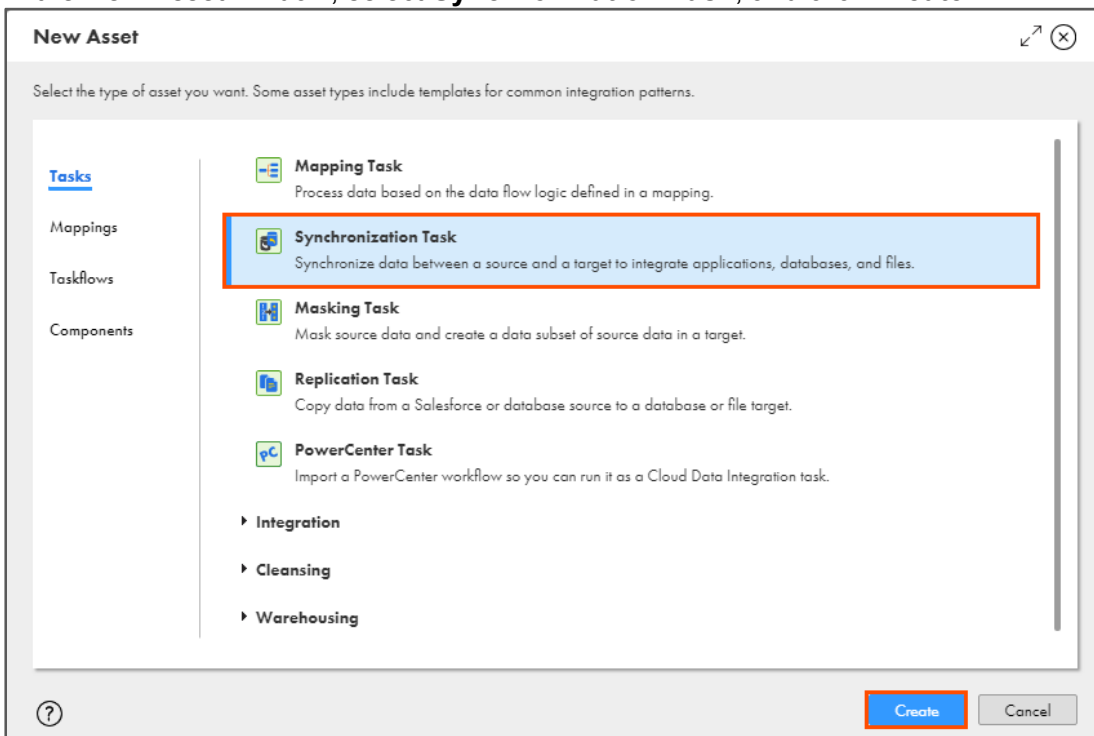 New Asset
Select the type of asset you want. Some asset types include templates for common integration patterns.
Tasks
Mappings
Taskflows
Components
Mapping Task
Process data based on the data flow logic defined in a mapping.
Synchronization Task
Synchronize data between a source and a target to integrate applications, databases, and files.
Masking Task
Mask source data and create a data subset of source data in a target.
Replication Task
Copy data from a Salesforce or database source to a database or file target.
PC PowerCenter Task
Import a PowerCenter workflow so you can run it as a Cloud Data Integration task.
Integration
Cleansing
Warehousing
?
Create
Cancel